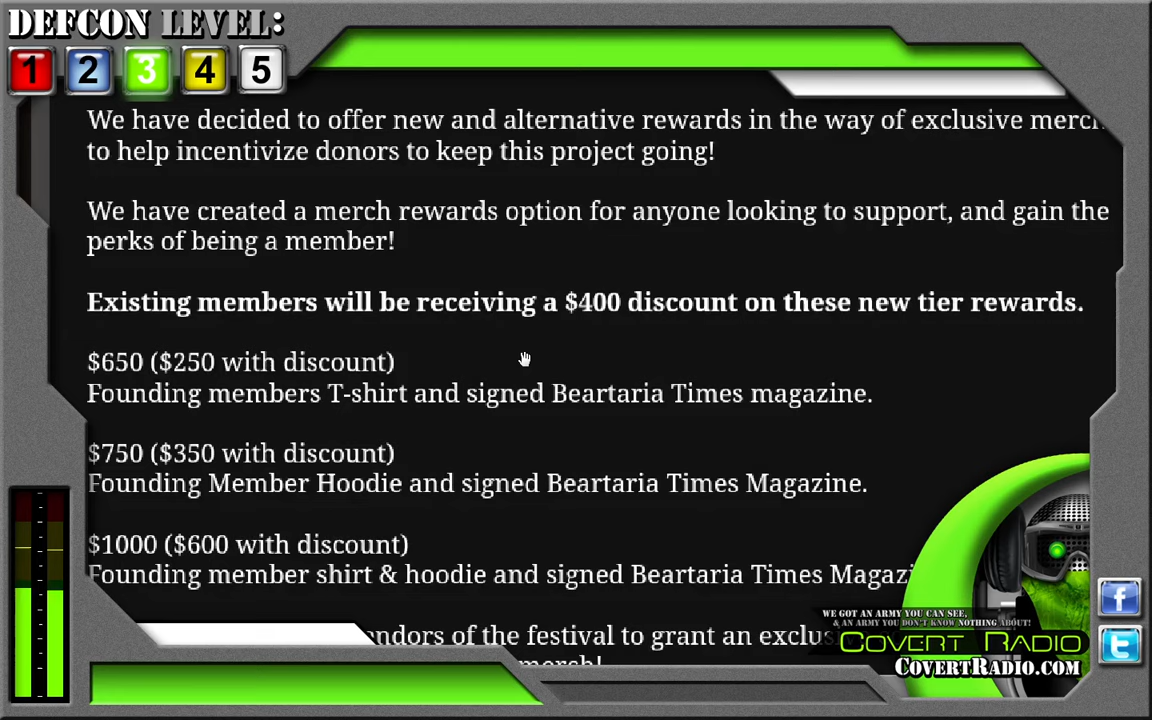 DEFCON LEVEL:
1 2 3 4 5
We have decided to offer new and alternative rewards in the way of exclusive merch
to help incentivize donors to keep this project going!
We have created a merch rewards option for anyone looking to support, and gain the
perks of being a member!
Existing members will be receiving a $400 discount on these new tier rewards.
$650 ($250 with discount)
Founding members T-shirt and signed Beartaria Times magazine.
$750 ($350 with discount)
Founding Member Hoodie and signed Beartaria Times Magazine.
$1000 ($600 with discount)
Founding member shirt & hoodie and signed Beartaria Times Magazi
of the festival to grant an
merch!
WE GOT AN ARMY YOU CAN SEE,
& AN ARMY YOU DON'T KNOW NOTHING ABOUT!
COVERT RADIO
COVERTRADIO.COM
f
t